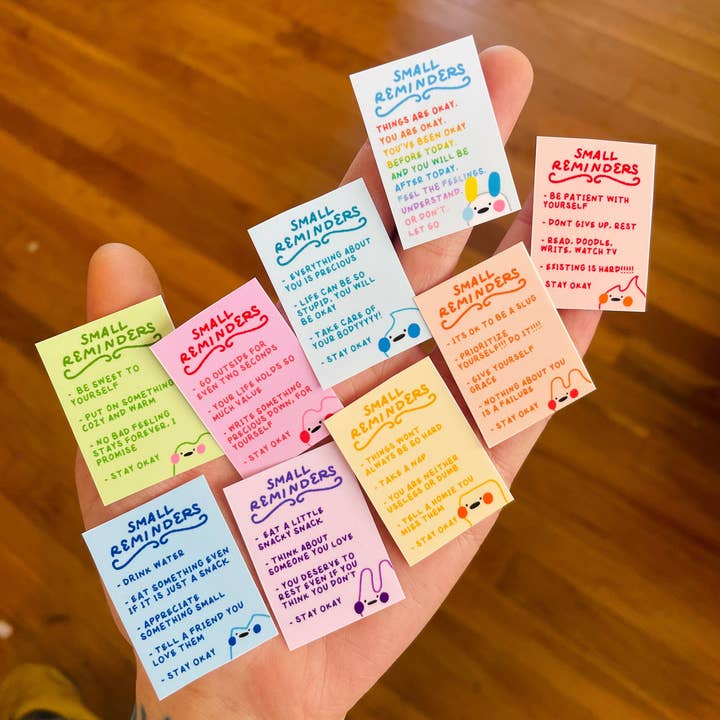 SMALL
REMINDERS
THINGS ARE OKAY.
YOU ARE OKAY.
YOU'VE BEEN OKAY
BEFORE TODAY.
AND YOU WILL BE
AFTER TODAY.
FEEL THE FEELINGS.
UNDERSTAND.
OR DON'T.
LET GO
SMALL
REMINDERS
- BE PATIENT WITH
YOURSELF
- DONT GIVE UP. REST
- READ. DOODLE.
WRITE. WATCH TV
- EXISTING IS HARD!!!!!
- STAY OKAY
SMALL
REMINDERS
- EVERYTHING ABOUT
YOU IS PRECIOUS
- LIFE CAN BE SO
STUPID. YOU WILL
BE OKAY
- TAKE CARE OF
YOUR BODYYYYY!
- STAY OKAY
SMALL
REMINDERS
- ITS OK TO BE A SLUG
- PRIORITIZE
YOURSELF!!! DO IT!!!!
- GIVE YOURSELF
GRACE
- NOTHING ABOUT YOU
IS A FAILURE
- STAY OKAY
SMALL
REMINDERS
- BE SWEET TO
YOURSELF
- PUT ON SOMETHING
COZY AND WARM
- NO BAD FEELING
STAYS FOREVER, I
PROMISE
- STAY OKAY
SMALL
REMINDERS
- GO OUTSIDE FOR
EVEN TWO SECONDS
- YOUR LIFE HOLDS SO
MUCH VALUE
- WRITE SOMETHING
PRECIOUS DOWN, FOR
YOURSELF
- STAY OKAY
SMALL
REMINDERS
- THINGS WONT
ALWAYS BE SO HARD
- TAKE A NAP
- YOU ARE NEITHER
USELESS OR DUMB
- TELL A HOMIE YOU
MISS THEM
- STAY OKAY
SMALL
REMINDERS
- DRINK WATER
- EAT SOMETHING EVEN
IF IT IS JUST A SNACK
- APPRECIATE
SOMETHING SMALL
- TELL A FRIEND YOU
LOVE THEM
- STAY OKAY
SMALL
REMINDERS
- EAT A LITTLE
SNACKY SNACK
- THINK ABOUT
SOMEONE YOU LOVE
- YOU DESERVE TO
REST EVEN IF YOU
THINK YOU DON'T
- STAY OKAY